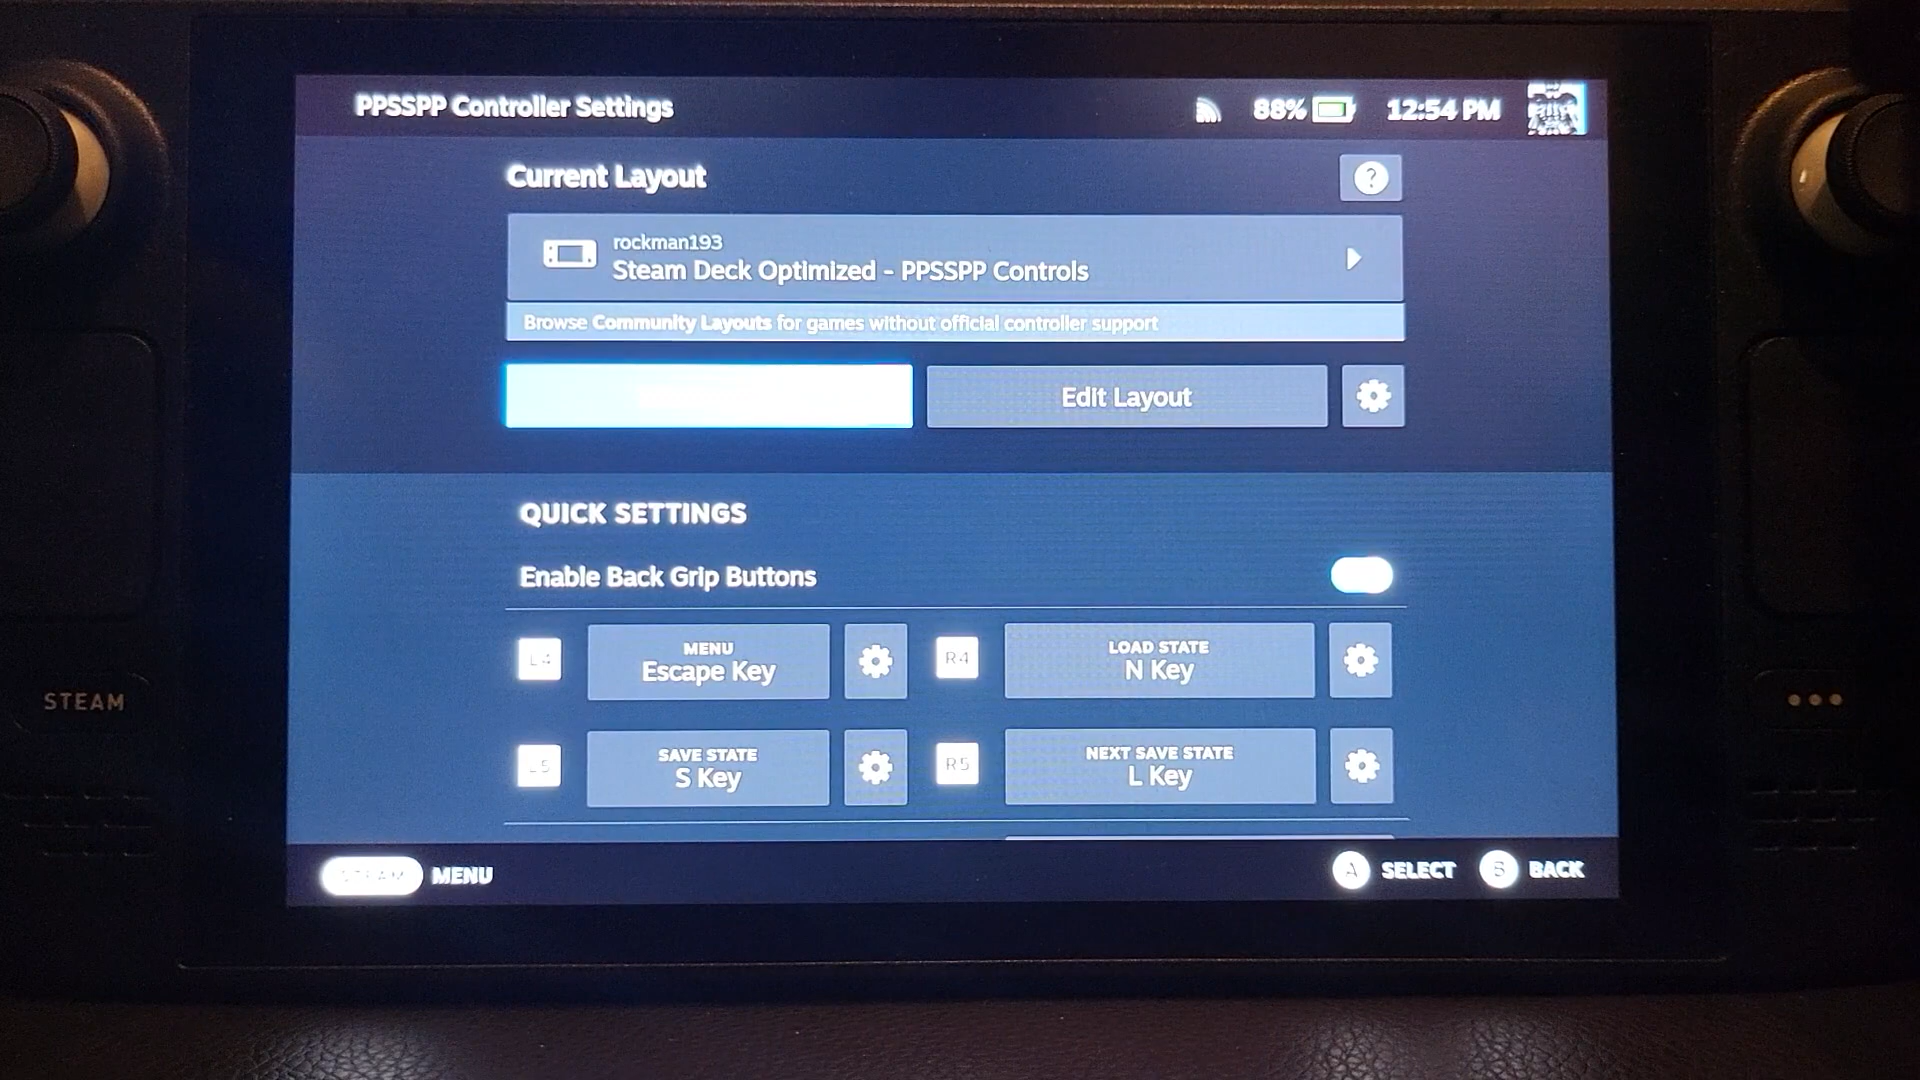 PPSSPP Controller Settings
88%
12:54 PM
Current Layout
?
rockman193
Steam Deck Optimized - PPSSPP Controls
Browse Community Layouts for games without official controller support
Edit Layout
QUICK SETTINGS
Enable Back Grip Buttons
L4
MENU
Escape Key
R4
LOAD STATE
N Key
L5
SAVE STATE
S Key
R5
NEXT SAVE STATE
L Key
STEAM
STEAM
MENU
A
SELECT
B
BACK